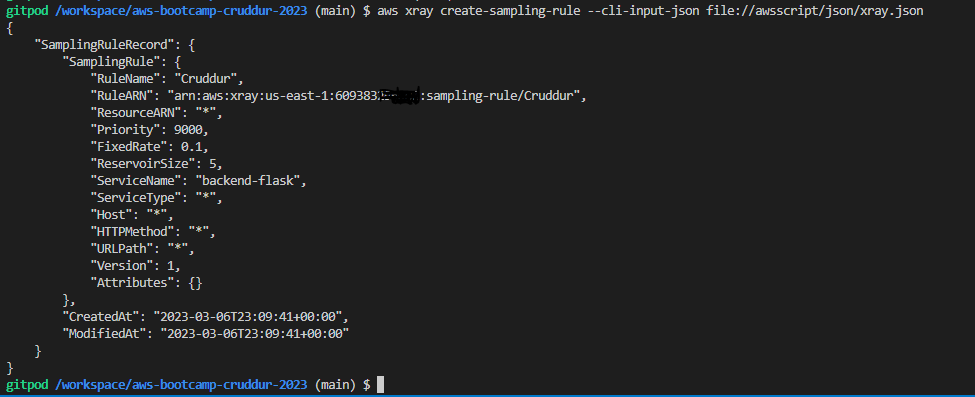 gitpod /workspace/aws-bootcamp-cruddur-2023 (main) $ aws xray create-sampling-rule --cli-input-json file://awsscript/json/xray.json
{
    "SamplingRuleRecord": {
        "SamplingRule": {
            "RuleName": "Cruddur",
            "RuleARN": "arn:aws:xray:us-east-1:609383 :sampling-rule/Cruddur",
            "ResourceARN": "*",
            "Priority": 9000,
            "FixedRate": 0.1,
            "ReservoirSize": 5,
            "ServiceName": "backend-flask",
            "ServiceType": "*",
            "Host": "*",
            "HTTPMethod": "*",
            "URLPath": "*",
            "Version": 1,
            "Attributes": {}
        },
        "CreatedAt": "2023-03-06T23:09:41+00:00",
        "ModifiedAt": "2023-03-06T23:09:41+00:00"
    }
}
gitpod /workspace/aws-bootcamp-cruddur-2023 (main) $